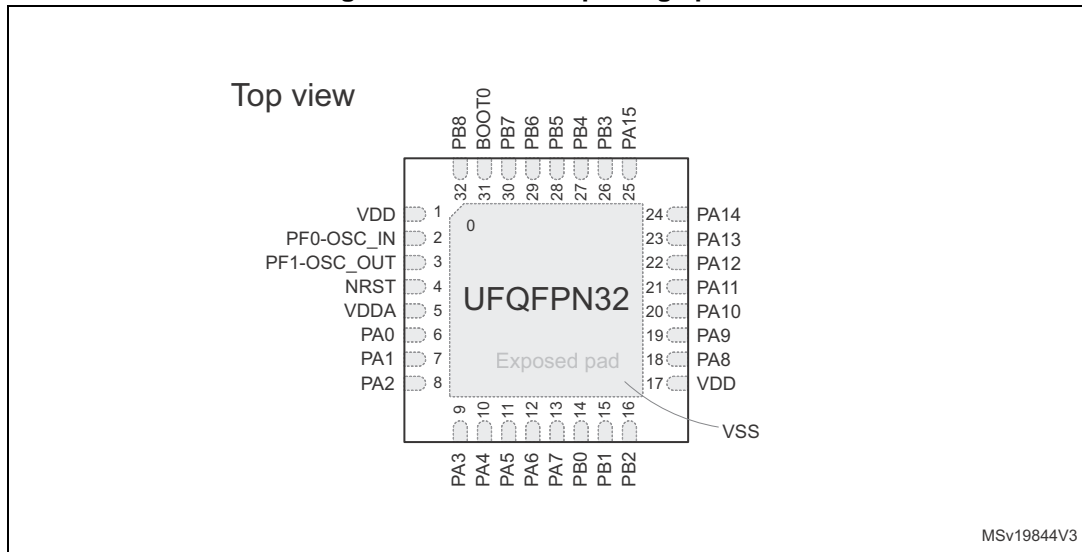 Top view
PB8
BOOT0
PB7
PB6
PB5
PB4
PB3
PA15
32
31
30
29
28
27
26
25
VDD 1
PF0-OSC_IN 2
PF1-OSC_OUT 3
NRST 4
VDDA 5
PA0 6
PA1 7
PA2 8
0
UFQFPN32
Exposed pad
24 PA14
23 PA13
22 PA12
21 PA11
20 PA10
19 PA9
18 PA8
17 VDD
VSS
9
10
11
12
13
14
15
16
PA3
PA4
PA5
PA6
PA7
PB0
PB1
PB2
MSv19844V3